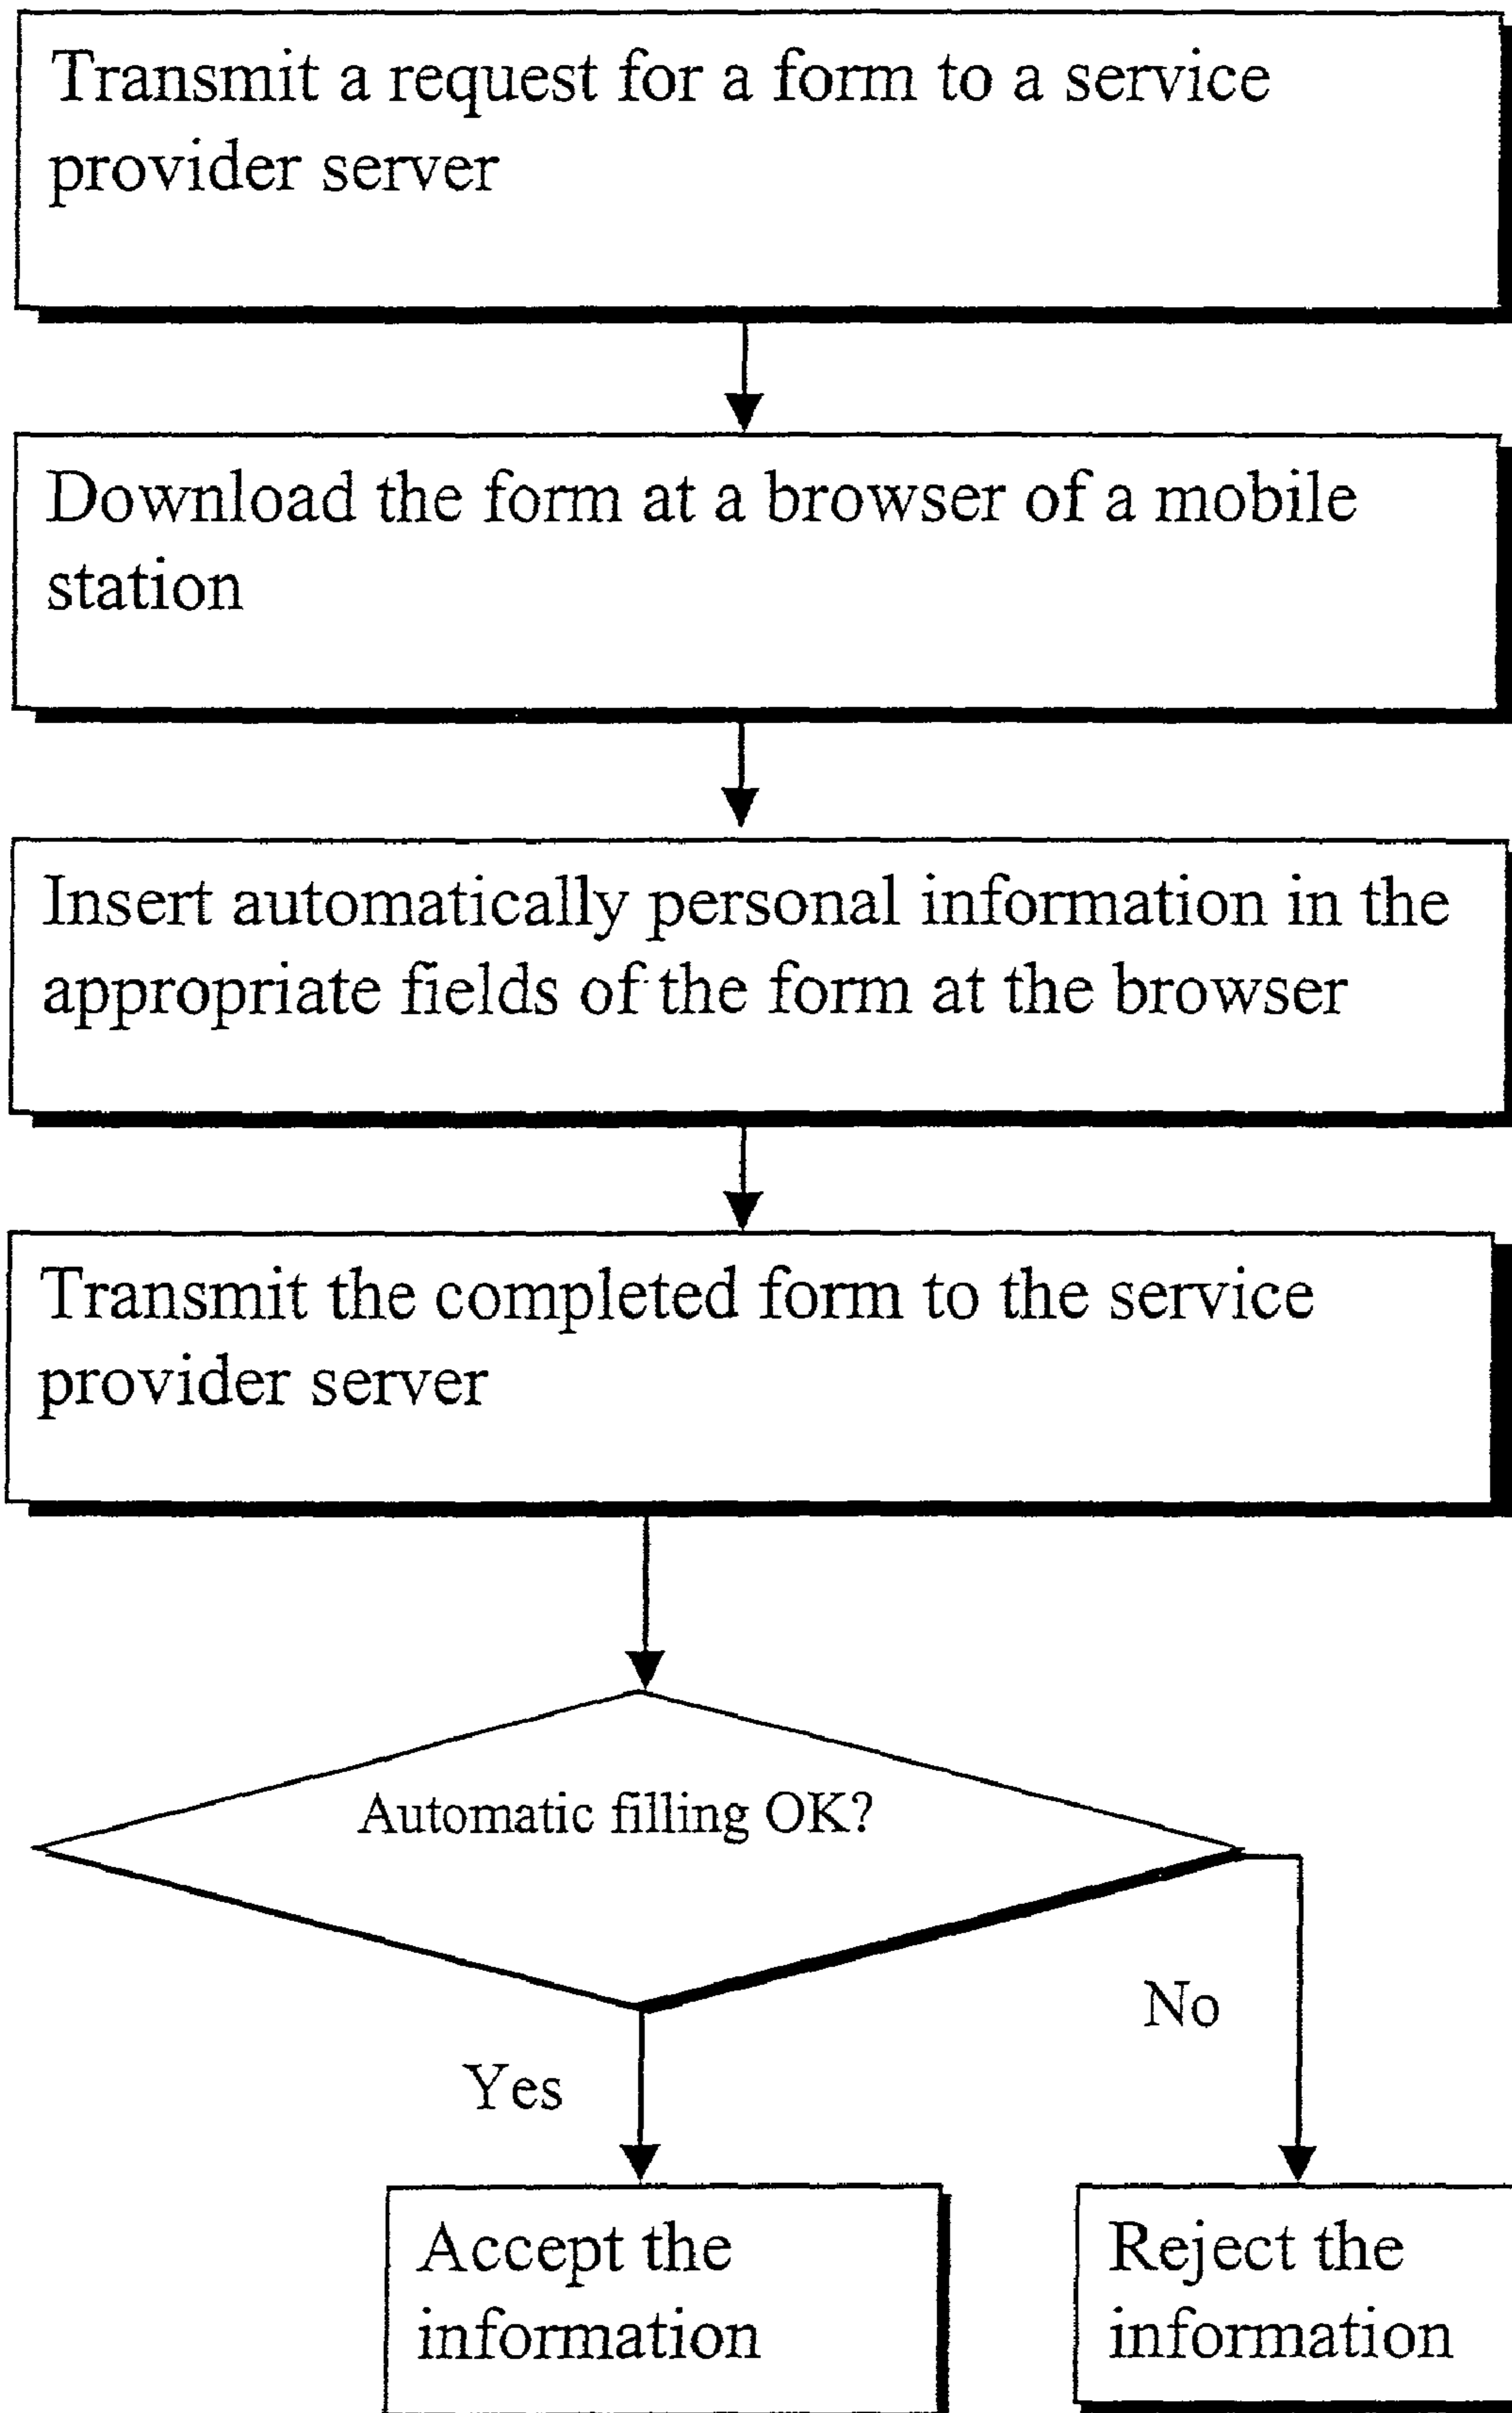 Transmit a request for a form to a service
provider server
Download the form at a browser of a mobile
station
Insert automatically personal information in the
appropriate fields of the form at the browser
Transmit the completed form to the service
provider server
Automatic filling OK?
No
Yes
Accept the
information
Reject the
information